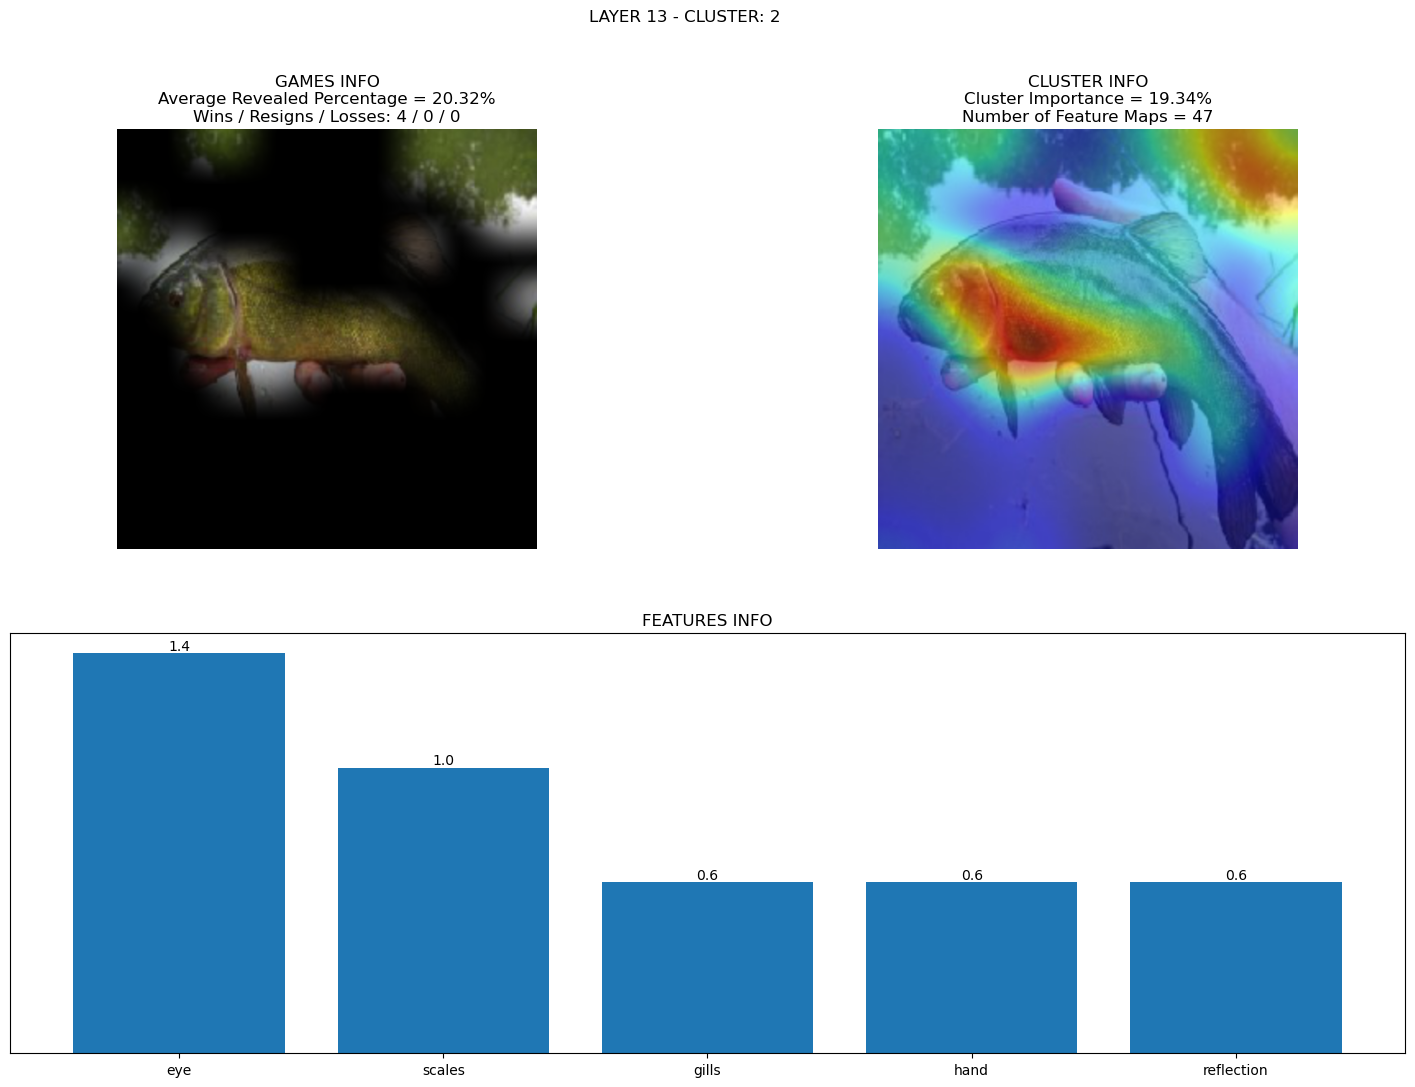 LAYER 13 - CLUSTER: 2
GAMES INFO
Average Revealed Percentage = 20.32%
Wins / Resigns / Losses: 4 / 0 / 0
CLUSTER INFO
Cluster Importance = 19.34%
Number of Feature Maps = 47
FEATURES INFO
1.4
1.0
0.6
0.6
0.6
eye
scales
gills
hand
reflection